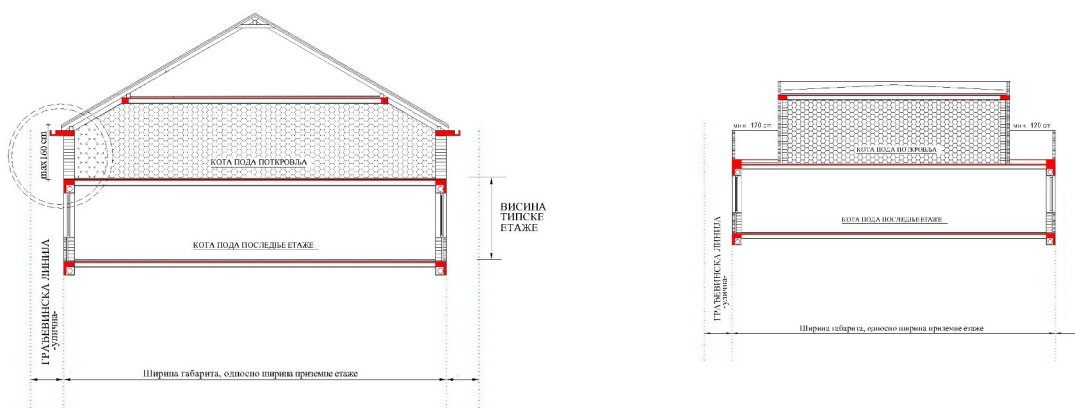 max160 cm
КОТА ПОДА ПОТКРОВЉА
ВИСИНА
ТИПСКЕ
ЕТАЖЕ
КОТА ПОДА ПОСЛЕДЊЕ ЕТАЖЕ
ГРАЂЕВИНСКА ЛИНИЈА
-улична-
Ширина габарита, односно ширина приземне етаже
мин. 120 cm
мин. 120 cm
КОТА ПОДА ПОТКРОВЉА
КОТА ПОДА ПОСЛЕДЊЕ ЕТАЖЕ
ГРАЂЕВИНСКА ЛИНИЈА
-улична-
Ширина габарита, односно ширина приземне етаже